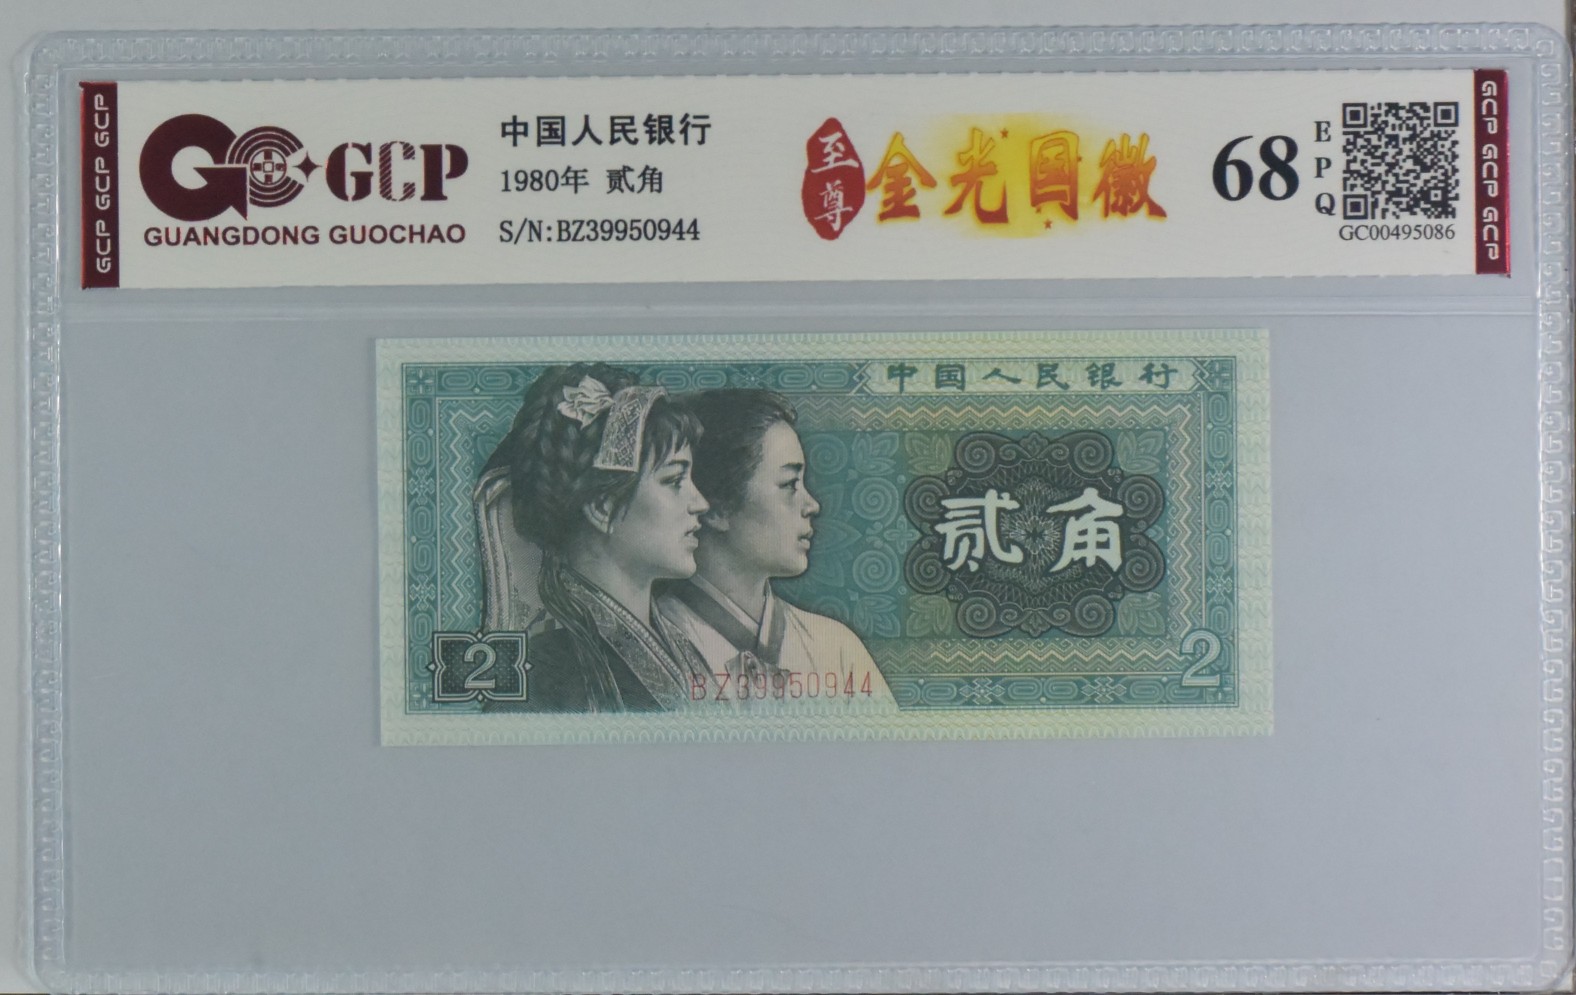 GCP GCP GCP
GCP
GUANGDONG GUOCHAO
中国人民银行
1980年 贰角
S/N:BZ39950944
至尊
金光国徽
68
EPQ
GC00495086
GCP GCP GCP
中国人民银行
贰角
2
2
BZ39950944